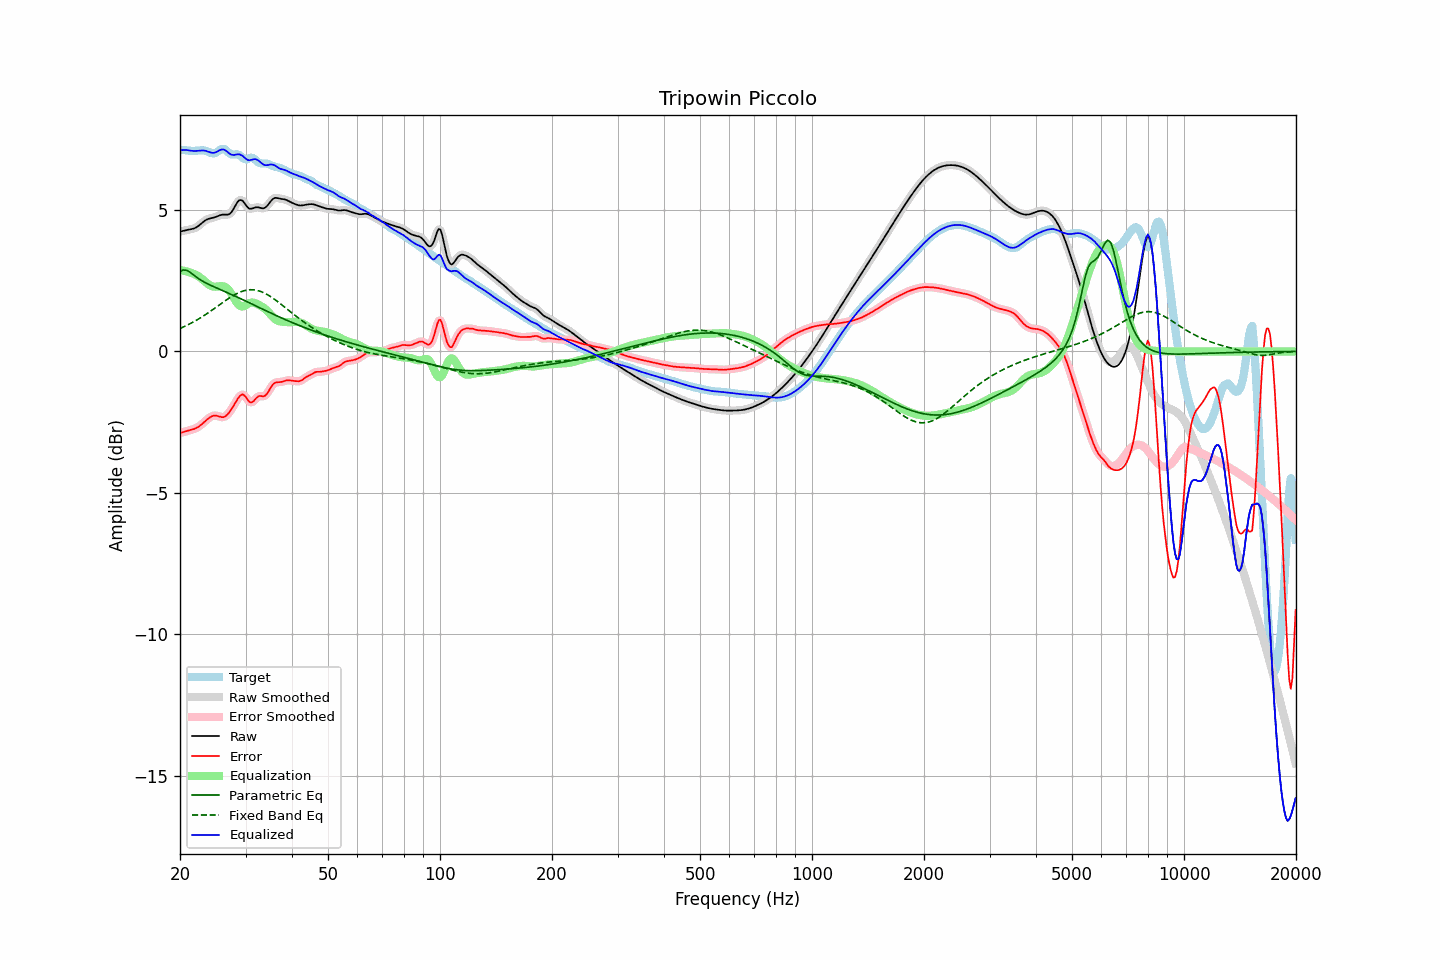 Tripowin Piccolo
Amplitude (dBr)
5
0
−5
−10
−15
Target
Raw Smoothed
Error Smoothed
Raw
Error
Equalization
Parametric Eq
Fixed Band Eq
Equalized
20 50 100 200 500 1000 2000 5000 10000 20000
Frequency (Hz)